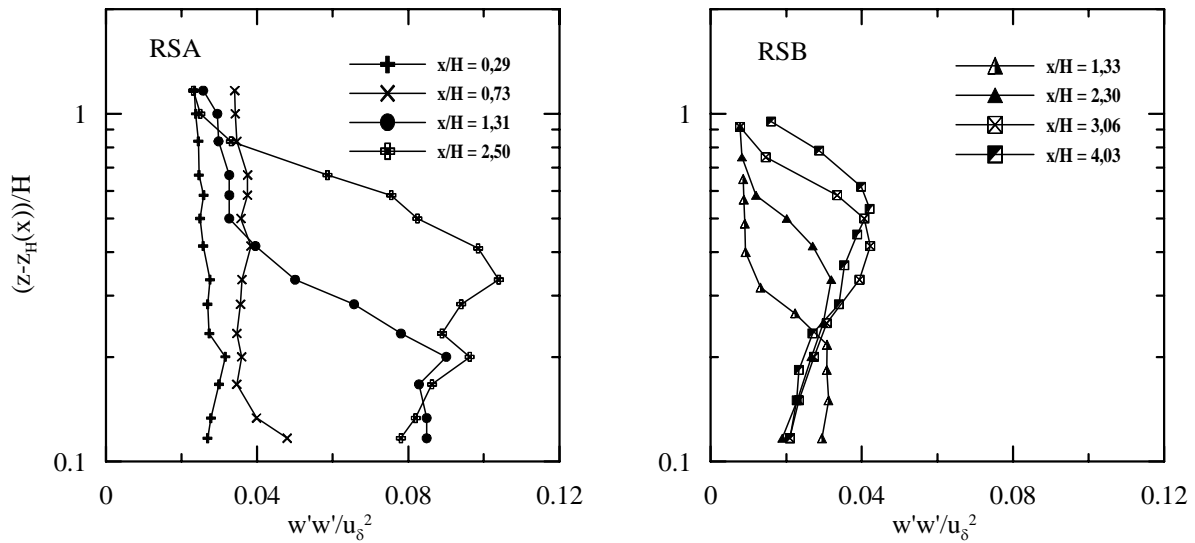 RSA
x/H = 0,29
x/H = 0,73
x/H = 1,31
x/H = 2,50
1
0.1
(z-z_H(x))/H
0 0.04 0.08 0.12
w'w'/u_δ^2
RSB
x/H = 1,33
x/H = 2,30
x/H = 3,06
x/H = 4,03
1
0.1
0 0.04 0.08 0.12
w'w'/u_δ^2